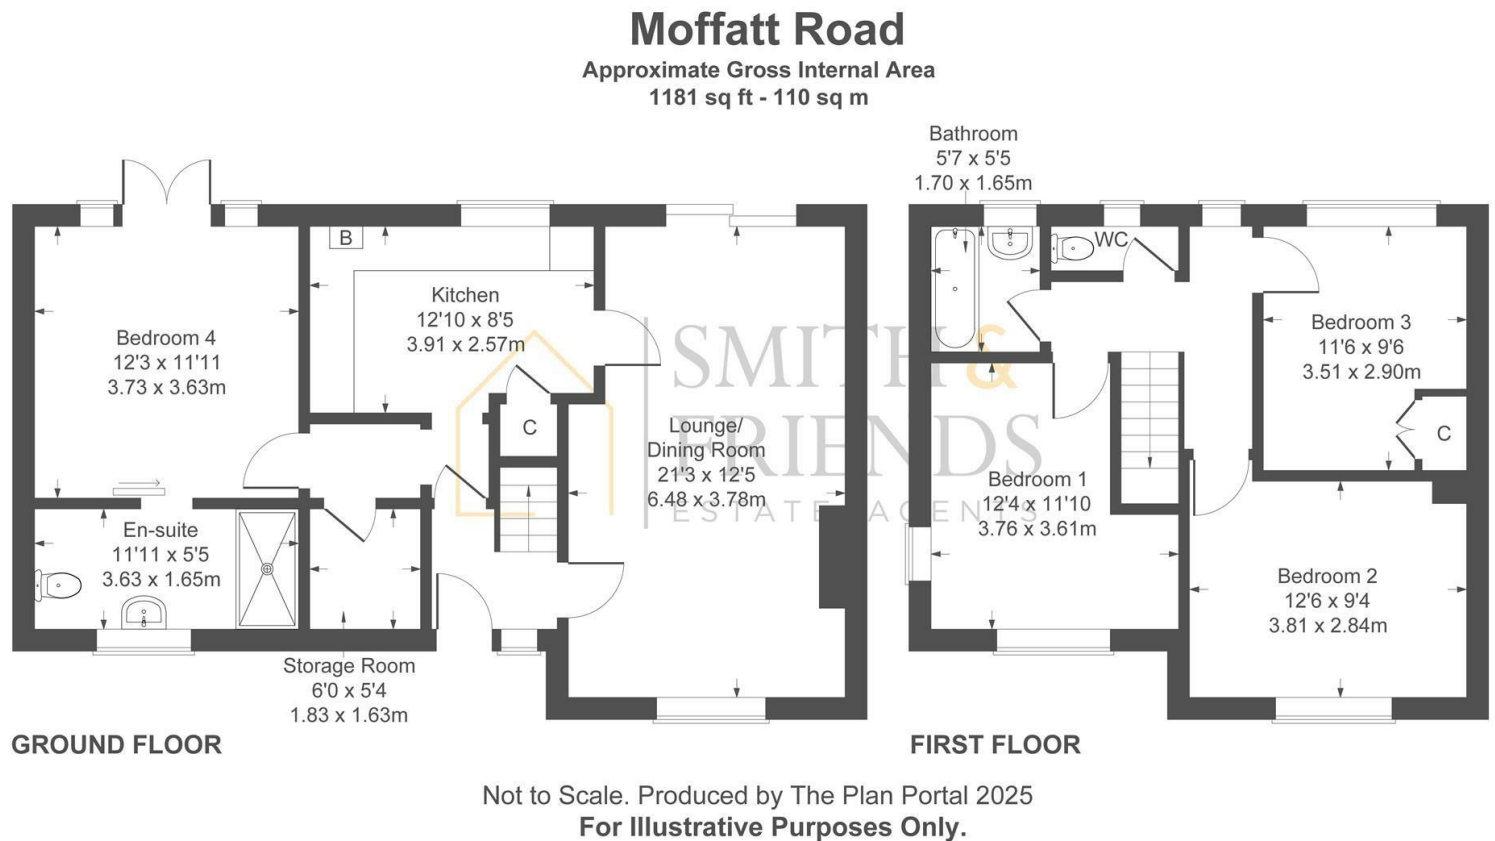 Moffatt Road
Approximate Gross Internal Area
1181 sq ft - 110 sq m
Bathroom
5'7 x 5'5
1.70 x 1.65m
B
WC
Kitchen
12'10 x 8'5
3.91 x 2.57m
Bedroom 4
12'3 x 11'11
3.73 x 3.63m
Bedroom 3
11'6 x 9'6
3.51 x 2.90m
SMITH &
FRIENDS
ESTATE AGENTS
C
Lounge/
Dining Room
21'3 x 12'5
6.48 x 3.78m
C
Bedroom 1
12'4 x 11'10
3.76 x 3.61m
En-suite
11'11 x 5'5
3.63 x 1.65m
Bedroom 2
12'6 x 9'4
3.81 x 2.84m
Storage Room
6'0 x 5'4
1.83 x 1.63m
GROUND FLOOR
FIRST FLOOR
Not to Scale. Produced by The Plan Portal 2025
For Illustrative Purposes Only.